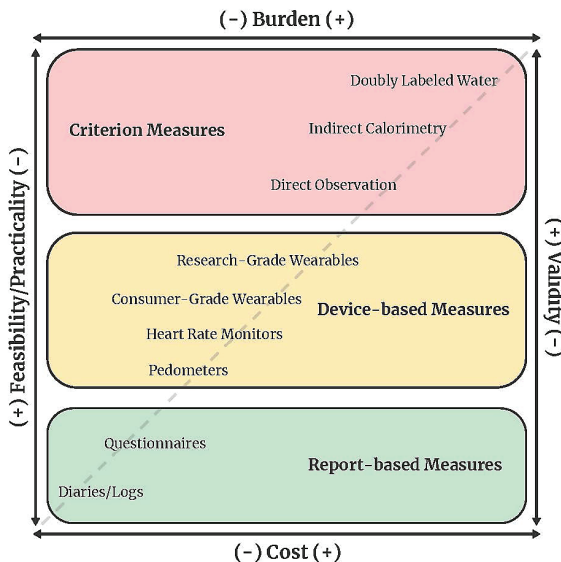 (-) Burden (+)
Doubly Labeled Water
Criterion Measures
Indirect Calorimetry
Direct Observation
(+) Feasibility/Practicality (-)
(+) Validity (-)
Research-Grade Wearables
Consumer-Grade Wearables
Device-based Measures
Heart Rate Monitors
Pedometers
Questionnaires
Report-based Measures
Diaries/Logs
(-) Cost (+)